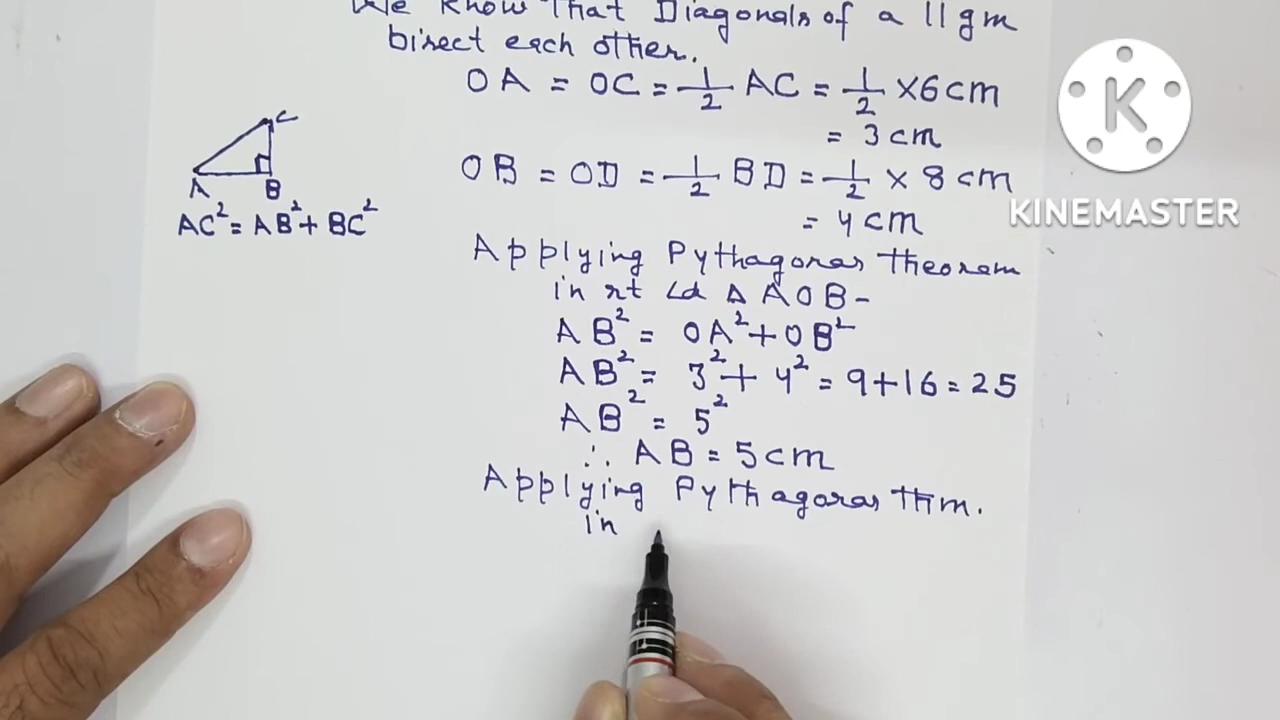 We Know That Diagonals of a ||gm
bisect each other.
OA = OC = 1/2 AC = 1/2 × 6 cm
= 3 cm
OB = OD = 1/2 BD = 1/2 × 8 cm
= 4 cm
C
A B
AC² = AB² + BC²
Applying Pythagoras Theorem
in rt ∠d Δ AOB -
AB² = OA² + OB²
AB² = 3² + 4² = 9 + 16 = 25
AB² = 5²
∴ AB = 5 cm
Applying Pythagoras Thm.
in
K
KINEMASTER